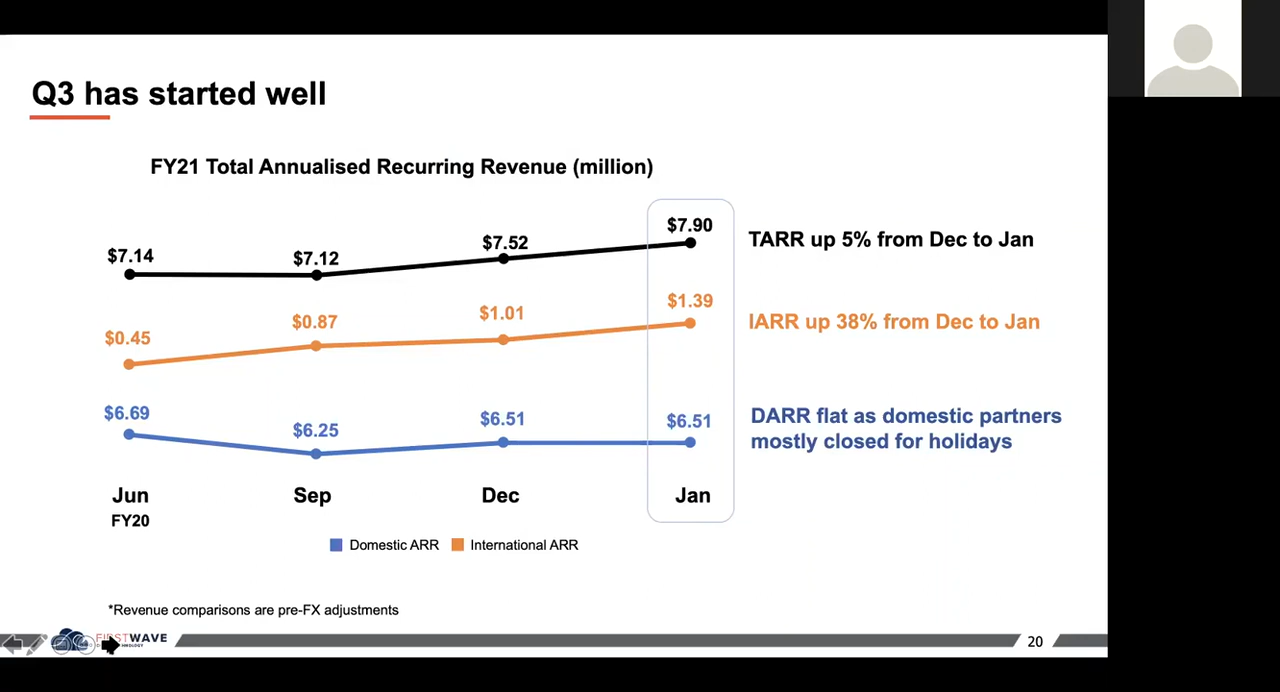 Q3 has started well
FY21 Total Annualised Recurring Revenue (million)
$7.14
$7.12
$7.52
$7.90
TARR up 5% from Dec to Jan
$0.45
$0.87
$1.01
$1.39
IARR up 38% from Dec to Jan
$6.69
$6.25
$6.51
$6.51
DARR flat as domestic partners
mostly closed for holidays
Jun
Sep
Dec
Jan
FY20
Domestic ARR
International ARR
*Revenue comparisons are pre-FX adjustments
FIRSTWAVE
20